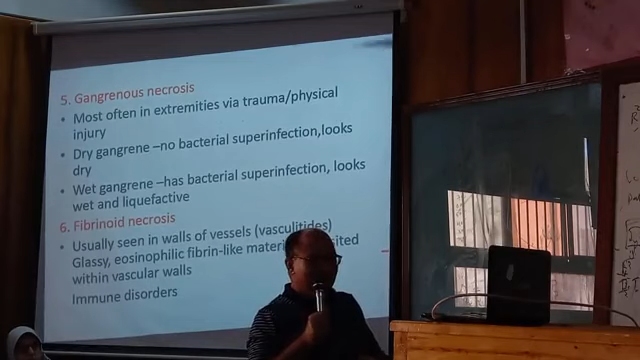 5. Gangrenous necrosis
• Most often in extremities via trauma/physical
injury
• Dry gangrene –no bacterial superinfection,looks
dry
• Wet gangrene –has bacterial superinfection, looks
wet and liquefactive
6. Fibrinoid necrosis
• Usually seen in walls of vessels (vasculitides)
Glassy, eosinophilic fibrin-like
within vascular walls
Immune disorders